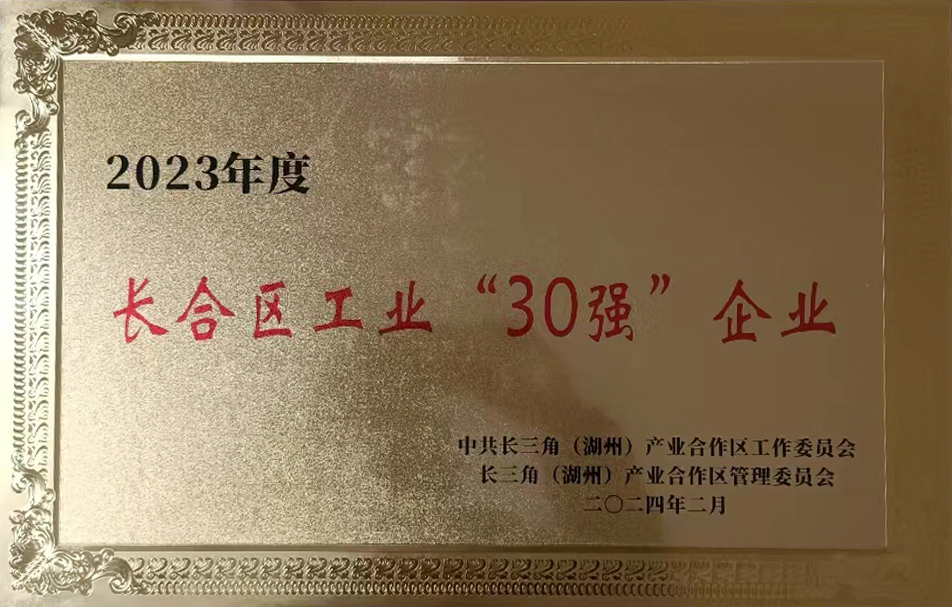 2023年度
长合区工业“30强”企业
中共长三角（湖州）产业合作区工作委员会
长三角（湖州）产业合作区管理委员会
二〇二四年二月